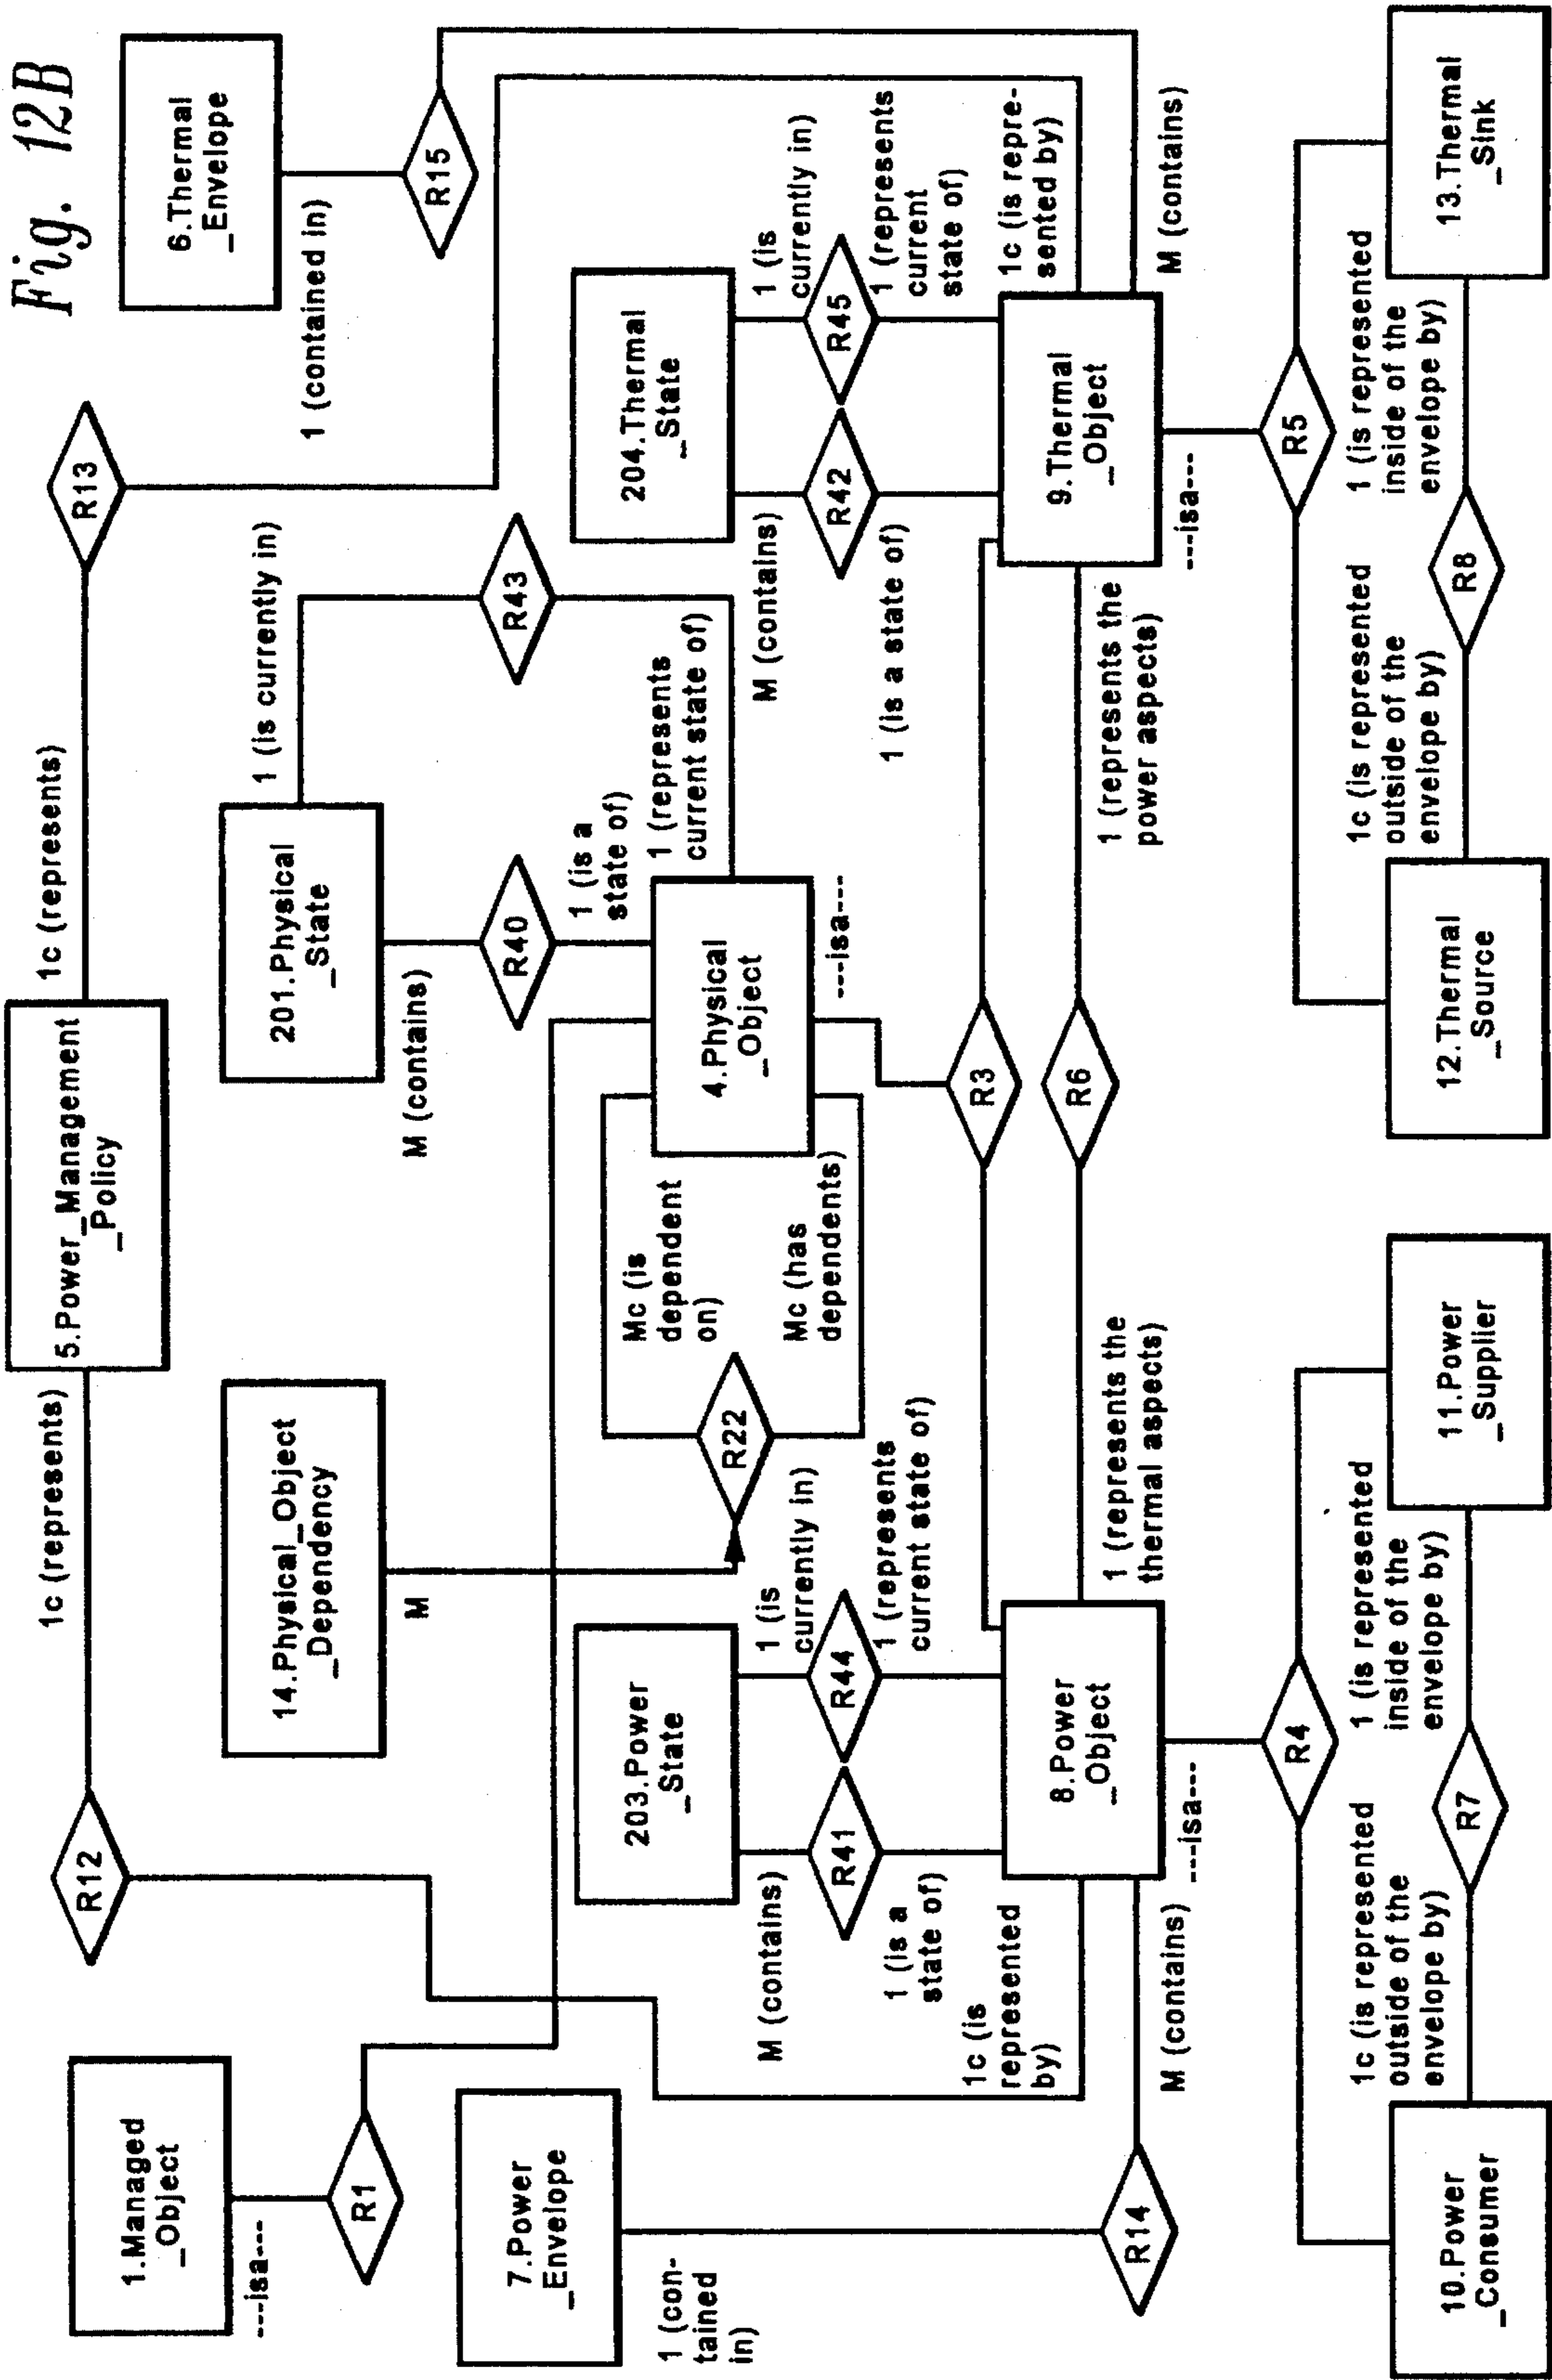 Fig. 12B
5.Power_Management
_Policy
1c (represents)
1c (represents)
R12
R13
1.Managed
_Object
---isa---
R1
14.Physical_Object
_Dependency
M
201.Physical
_State
1 (is currently in)
M (contains)
R40
R43
6.Thermal
_Envelope
1 (contained in)
R15
7.Power
_Envelope
1 (con-
tained
in)
R14
203.Power
_State
M (contains)
1 (is
currently in)
R41
R44
1 (is a
state of)
1 (represents
current state of)
1c (is
represented
by)
M (contains)
R22
Mc (is
dependent
on)
Mc (has
dependents)
4.Physical
_Object
1 (is a
state of)
1 (represents
current state of)
---isa---
204.Thermal
_State
M (contains)
1 (is
currently in)
R42
R45
1 (is a state of)
1 (represents
current
state of)
1c (is repre-
sented by)
M (contains)
R3
R6
8.Power
_Object
1 (represents the
thermal aspects)
1 (represents the
power aspects)
9.Thermal
_Object
---isa---
---isa---
R4
R5
1c (is represented
outside of the
envelope by)
1 (is represented
inside of the
envelope by)
1c (is represented
outside of the
envelope by)
1 (is represented
inside of the
envelope by)
10.Power
_Consumer
R7
11.Power
_Supplier
12.Thermal
_Source
R8
13.Thermal
_Sink